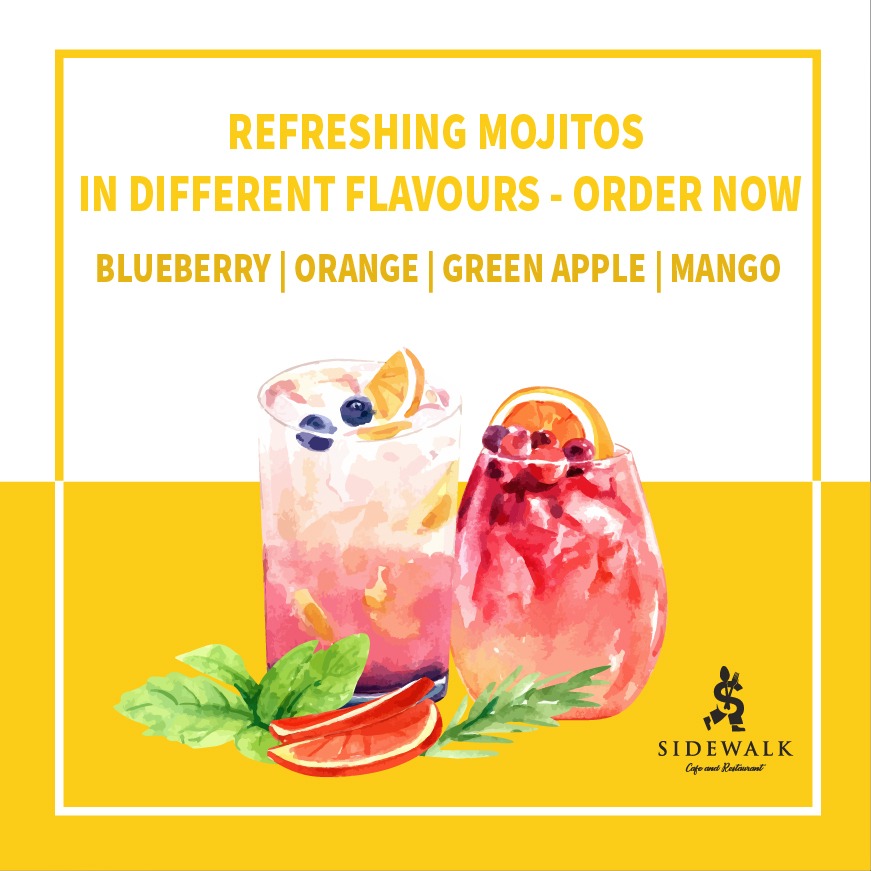 REFRESHING MOJITOS
IN DIFFERENT FLAVOURS - ORDER NOW
BLUEBERRY | ORANGE | GREEN APPLE | MANGO
SIDEWALK
Cafe and Restaurant